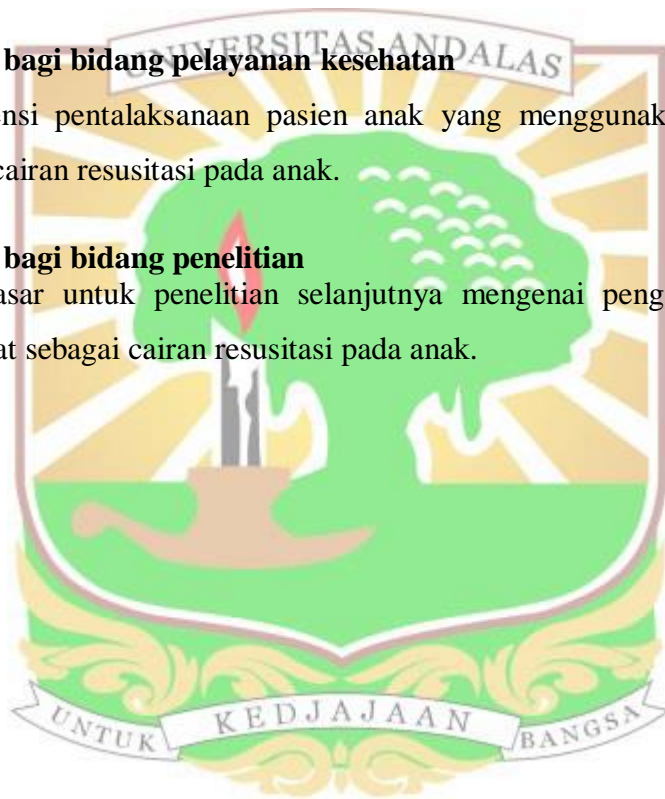 UNIVERSITAS ANDALAS
bagi bidang pelayanan kesehatan
ensi pentalaksanaan pasien anak yang menggunak
cairan resusitasi pada anak.
bagi bidang penelitian
asar untuk penelitian selanjutnya mengenai peng
at sebagai cairan resusitasi pada anak.
UNTUK KEDJAJAAN BANGSA